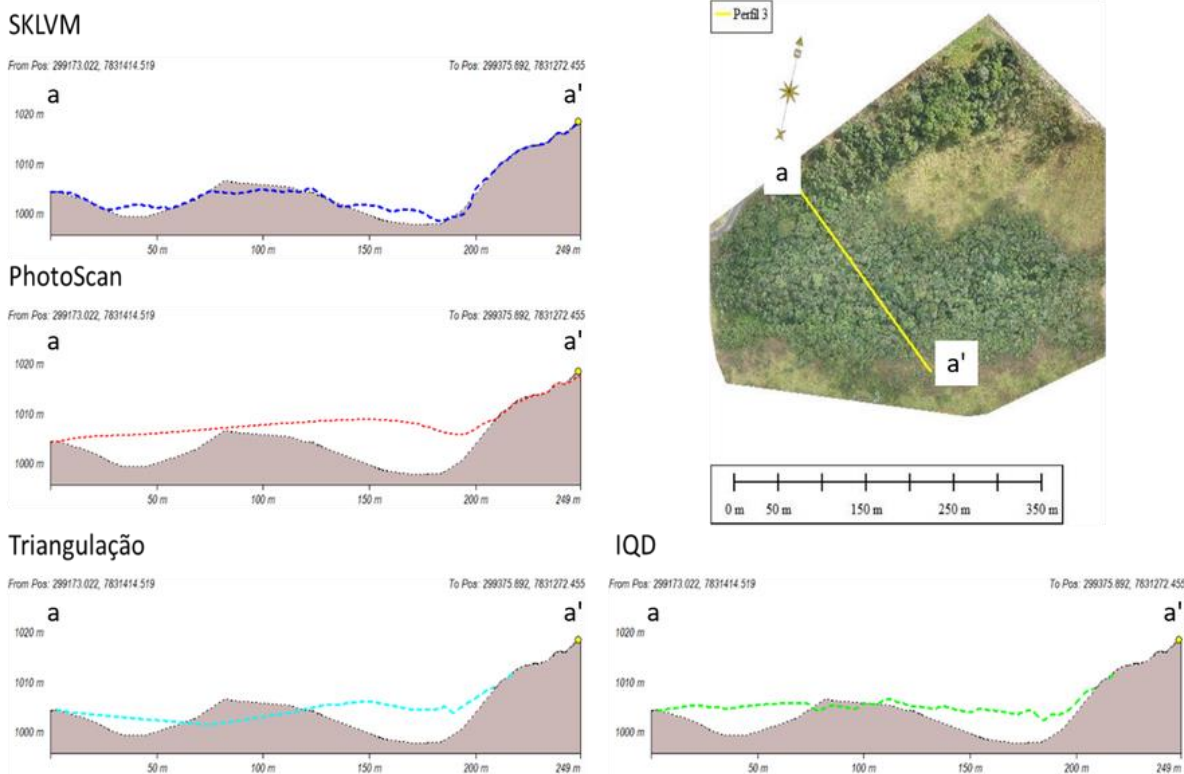 SKLVM
From Pos: 299173.022, 7831414.519 To Pos: 299375.892, 7831272.455
a a'
1020 m
1010 m
1000 m
50 m 100 m 150 m 200 m 249 m
PhotoScan
From Pos: 299173.022, 7831414.519 To Pos: 299375.892, 7831272.455
a a'
1020 m
1010 m
1000 m
50 m 100 m 150 m 200 m 249 m
Perfil 3
a
a'
0 m 50 m 150 m 250 m 350 m
Triangulação
From Pos: 299173.022, 7831414.519 To Pos: 299375.892, 7831272.455
a a'
1020 m
1010 m
1000 m
50 m 100 m 150 m 200 m 249 m
IQD
From Pos: 299173.022, 7831414.519 To Pos: 299375.892, 7831272.455
a a'
1020 m
1010 m
1000 m
50 m 100 m 150 m 200 m 249 m